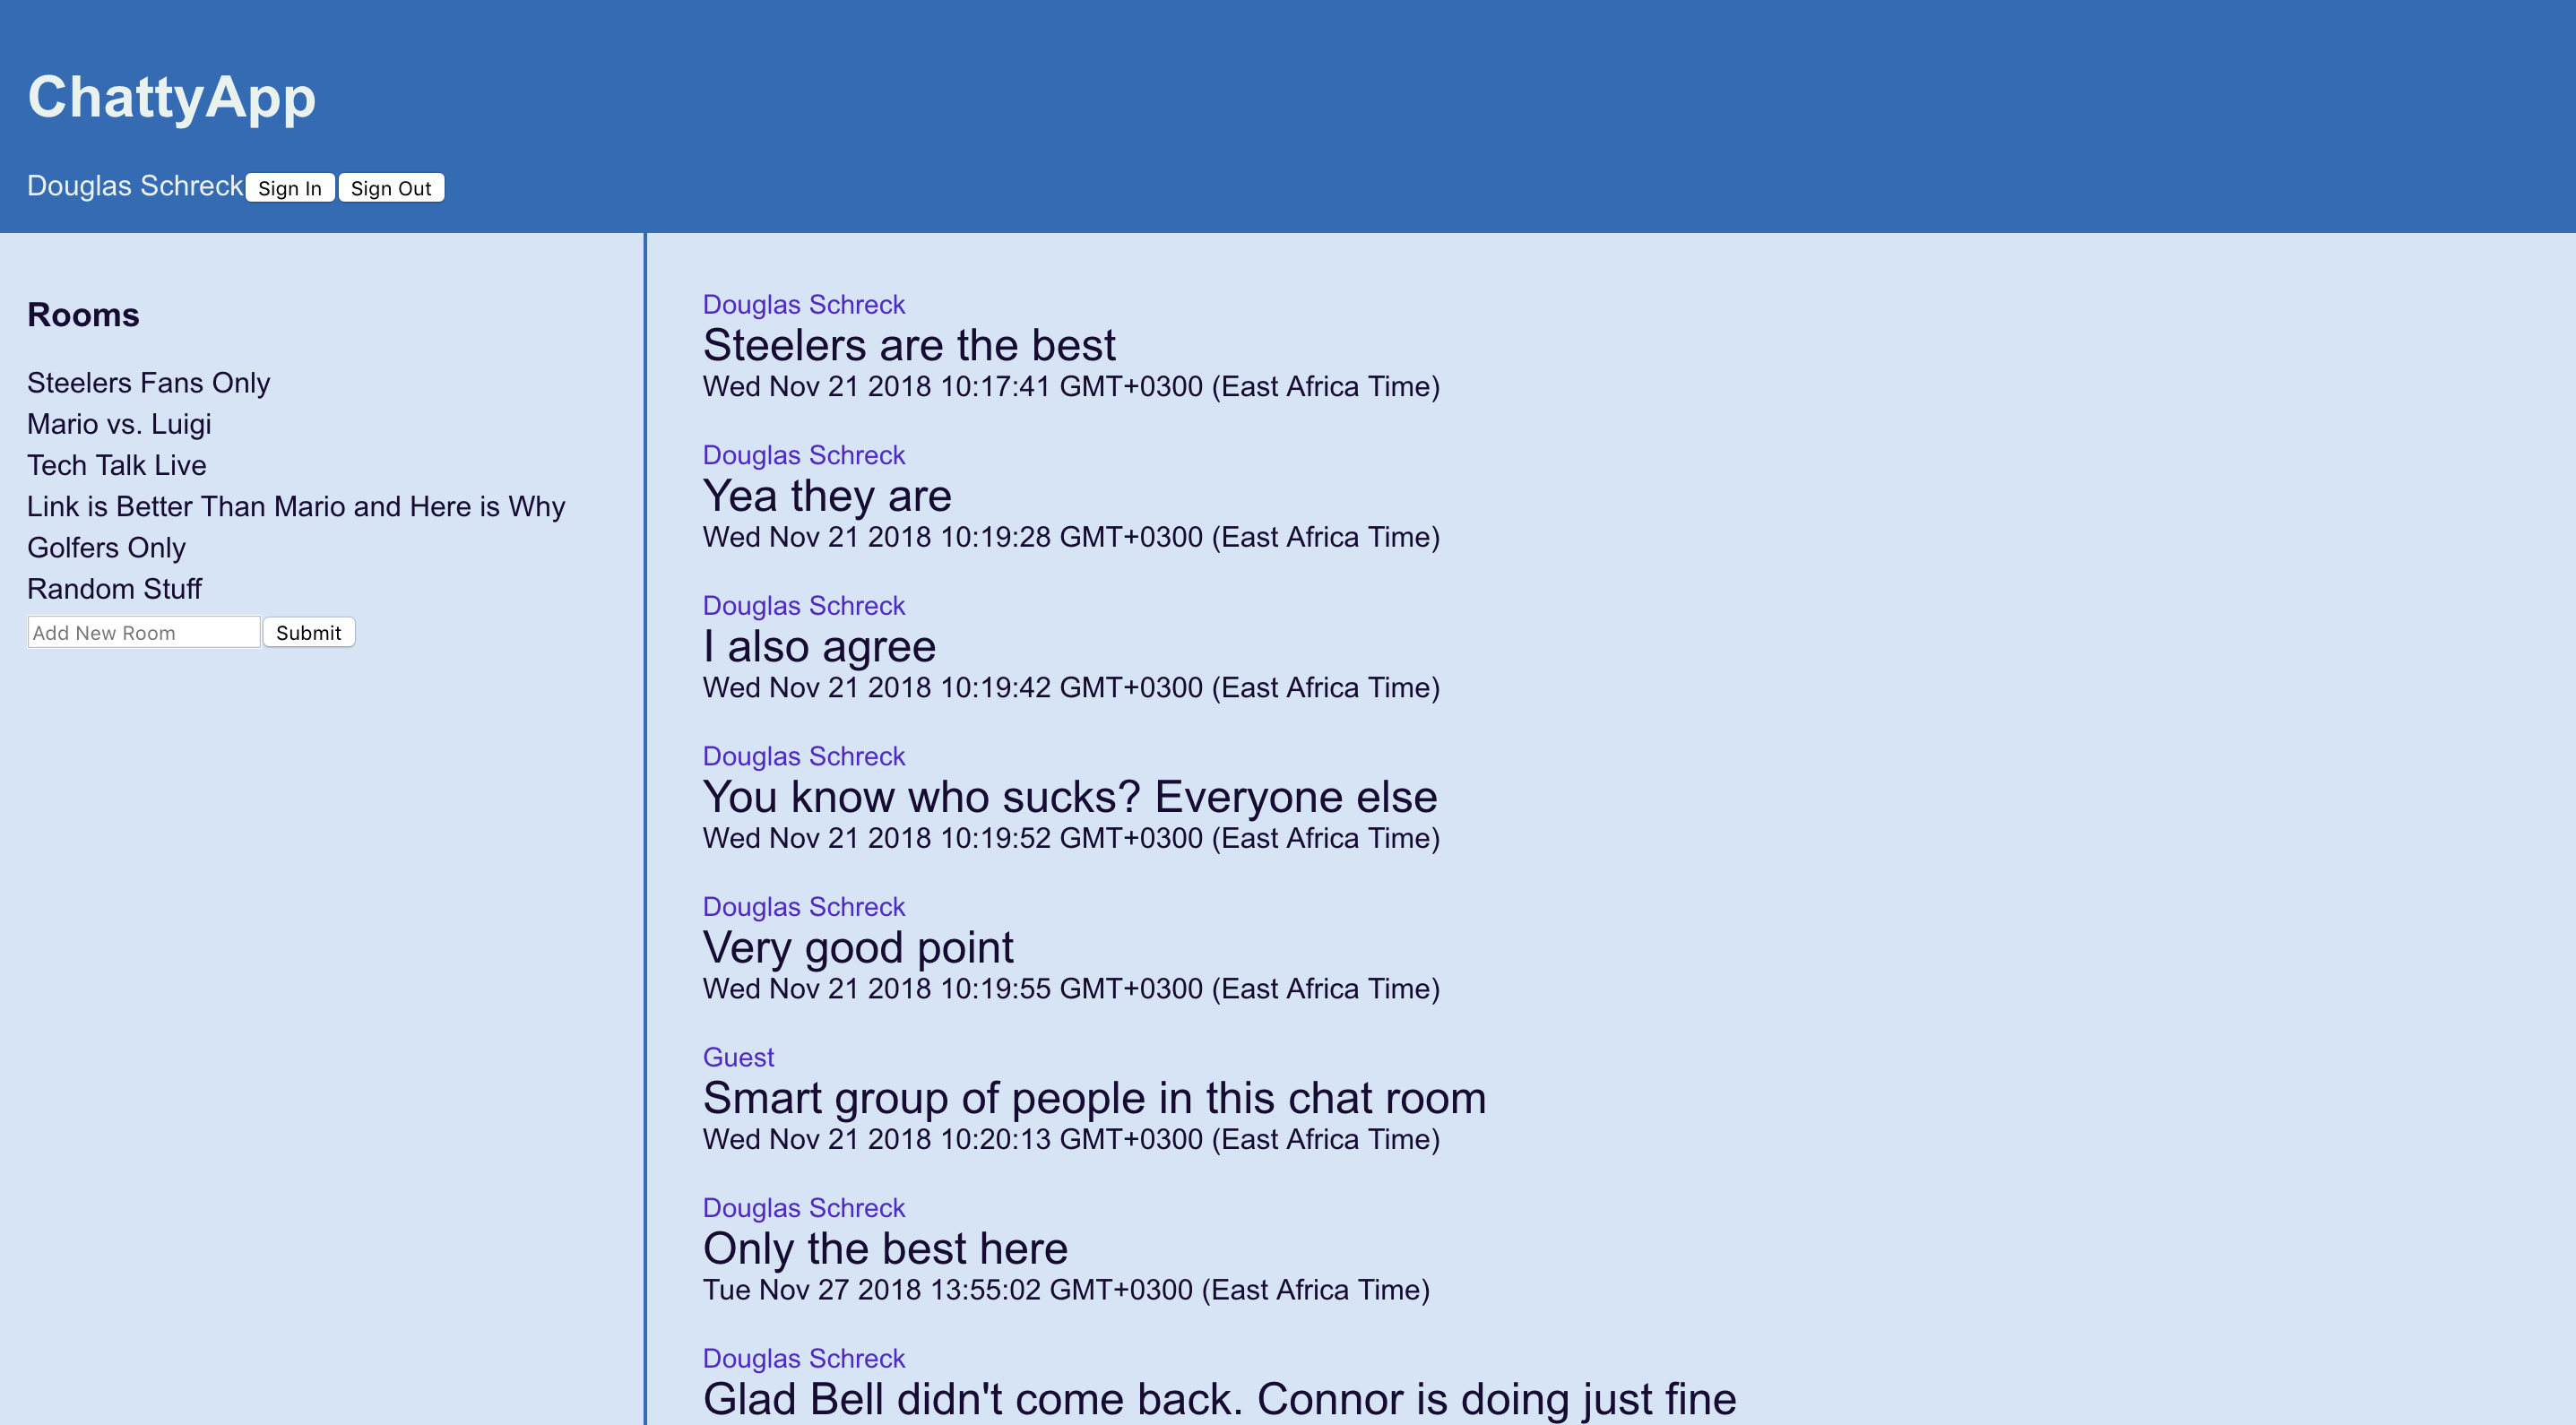 ChattyApp
Douglas Schreck Sign In Sign Out
Rooms
Steelers Fans Only
Mario vs. Luigi
Tech Talk Live
Link is Better Than Mario and Here is Why
Golfers Only
Random Stuff
Add New Room Submit
Douglas Schreck
Steelers are the best
Wed Nov 21 2018 10:17:41 GMT+0300 (East Africa Time)
Douglas Schreck
Yea they are
Wed Nov 21 2018 10:19:28 GMT+0300 (East Africa Time)
Douglas Schreck
I also agree
Wed Nov 21 2018 10:19:42 GMT+0300 (East Africa Time)
Douglas Schreck
You know who sucks? Everyone else
Wed Nov 21 2018 10:19:52 GMT+0300 (East Africa Time)
Douglas Schreck
Very good point
Wed Nov 21 2018 10:19:55 GMT+0300 (East Africa Time)
Guest
Smart group of people in this chat room
Wed Nov 21 2018 10:20:13 GMT+0300 (East Africa Time)
Douglas Schreck
Only the best here
Tue Nov 27 2018 13:55:02 GMT+0300 (East Africa Time)
Douglas Schreck
Glad Bell didn't come back. Connor is doing just fine